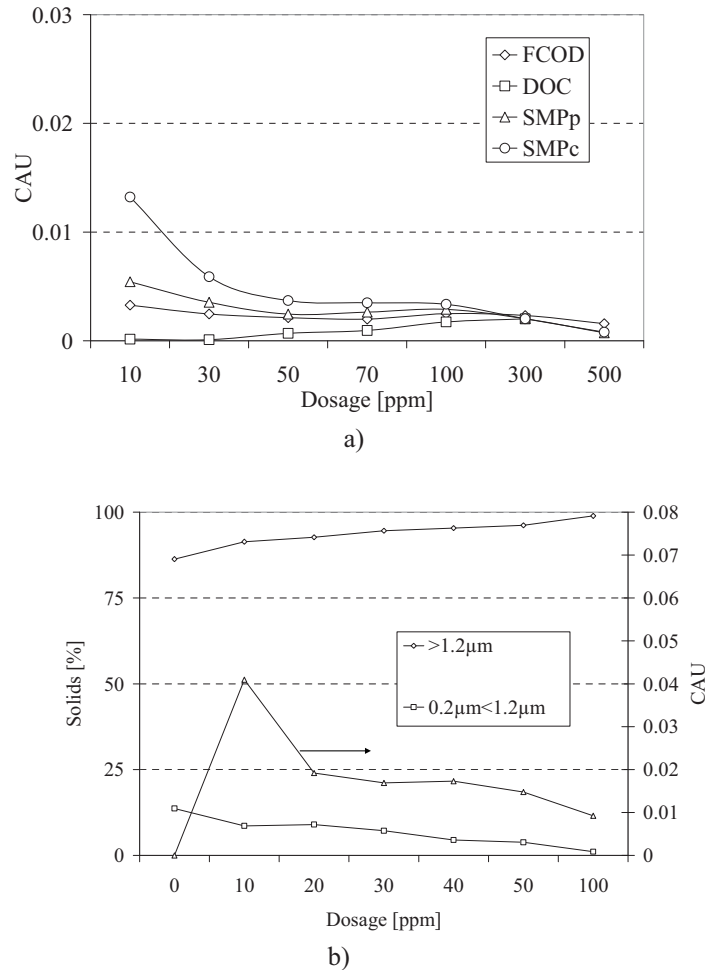 0.03
0.02
0.01
0
CAU
FCOD
DOC
SMPp
SMPc
10 30 50 70 100 300 500
Dosage [ppm]
a)
100
75
50
25
0
Solids [%]
>1.2µm
0.2µm<1.2µm
0.08
0.07
0.06
0.05
0.04
0.03
0.02
0.01
0
CAU
0 10 20 30 40 50 100
Dosage [ppm]
b)